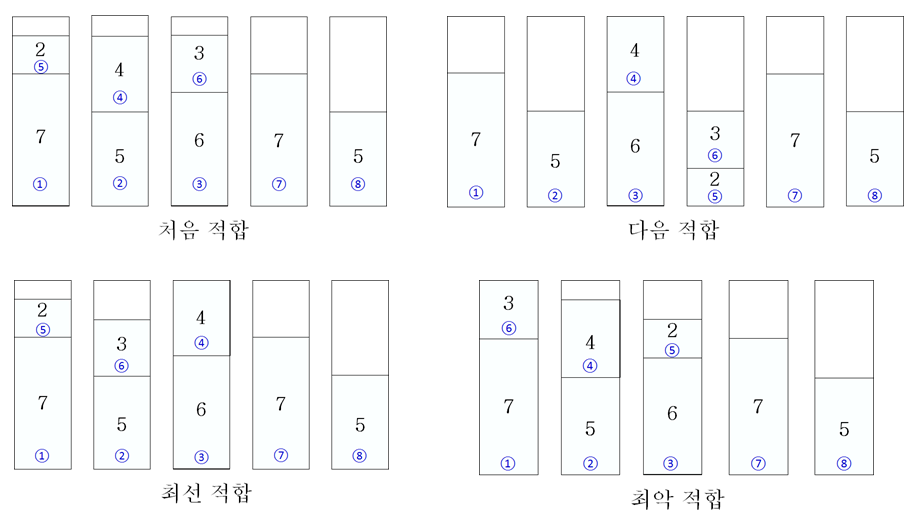 2 ⑤ 7 ①
4 ④ 5 ②
3 ⑥ 6 ③
7 ⑦
5 ⑧
처음 적합
7 ①
5 ②
4 ④ 6 ③
3 ⑥ 2 ⑤
7 ⑦
5 ⑧
다음 적합
2 ⑤ 7 ①
3 ⑥ 5 ②
4 ④ 6 ③
7 ⑦
5 ⑧
최선 적합
3 ⑥ 7 ①
4 ④ 5 ②
2 ⑤ 6 ③
7 ⑦
5 ⑧
최악 적합